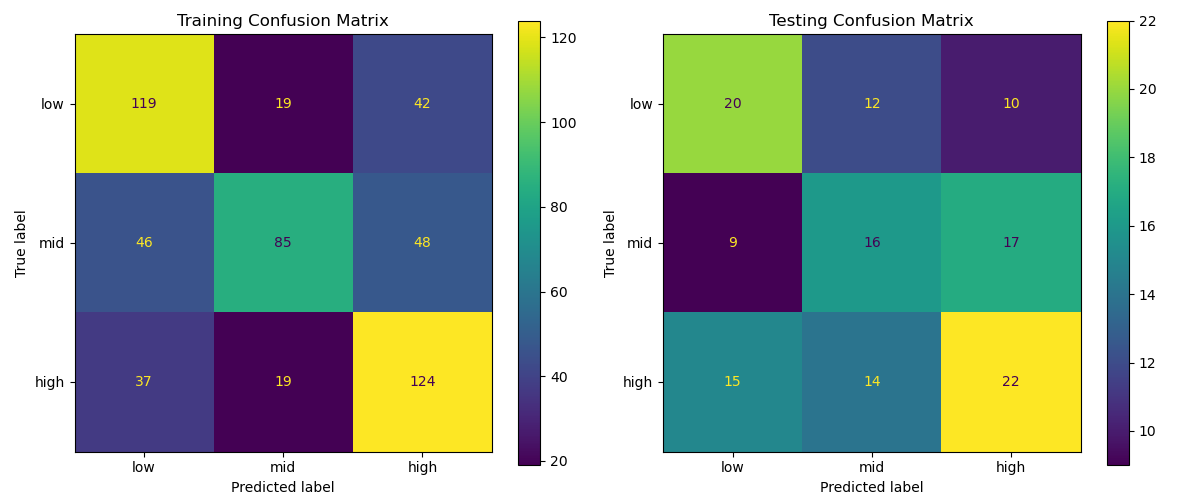 Training Confusion Matrix
True label
low
mid
high
119 19 42
46 85 48
37 19 124
low mid high
Predicted label
120
100
80
60
40
20
Testing Confusion Matrix
True label
low
mid
high
20 12 10
9 16 17
15 14 22
low mid high
Predicted label
22
20
18
16
14
12
10